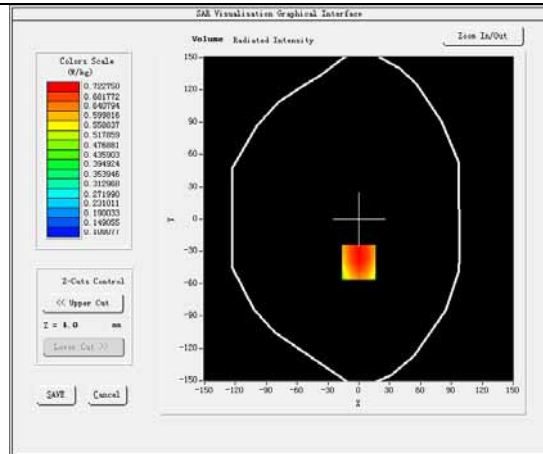 SAR Visualisation Graphical Interface
Volume Radiated Intensity
Zoom In/Out
Colors Scale
(W/kg)
0.722750
0.681772
0.640794
0.599816
0.558837
0.517859
0.476881
0.435903
0.394924
0.353946
0.312968
0.271990
0.231011
0.190033
0.149055
0.108077
Z-Cuts Control
<< Upper Cut
Z = 4.0 mm
Lower Cut >>
SAVE
Cancel
150
120
90
60
30
0
-30
-60
-90
-120
-150
Y
-150 -120 -90 -60 -30 0 30 60 90 120 150
X